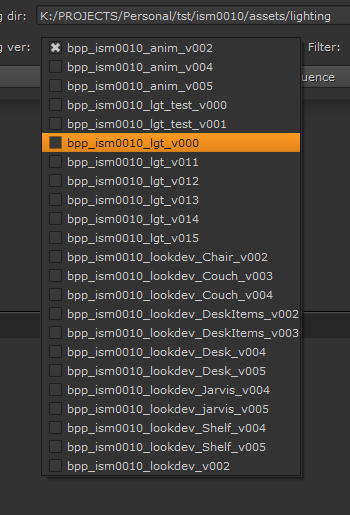 g dir: K:/PROJECTS/Personal/tst/ism0010/assets/lighting
g ver: Filter:
bpp_ism0010_anim_v002
bpp_ism0010_anim_v004
uence
bpp_ism0010_anim_v005
bpp_ism0010_lgt_test_v000
bpp_ism0010_lgt_test_v001
bpp_ism0010_lgt_v000
bpp_ism0010_lgt_v011
bpp_ism0010_lgt_v012
bpp_ism0010_lgt_v013
bpp_ism0010_lgt_v014
bpp_ism0010_lgt_v015
bpp_ism0010_lookdev_Chair_v002
bpp_ism0010_lookdev_Couch_v003
bpp_ism0010_lookdev_Couch_v004
bpp_ism0010_lookdev_DeskItems_v002
bpp_ism0010_lookdev_DeskItems_v003
bpp_ism0010_lookdev_Desk_v004
bpp_ism0010_lookdev_Desk_v005
bpp_ism0010_lookdev_Jarvis_v004
bpp_ism0010_lookdev_jarvis_v005
bpp_ism0010_lookdev_Shelf_v004
bpp_ism0010_lookdev_Shelf_v005
bpp_ism0010_lookdev_v002